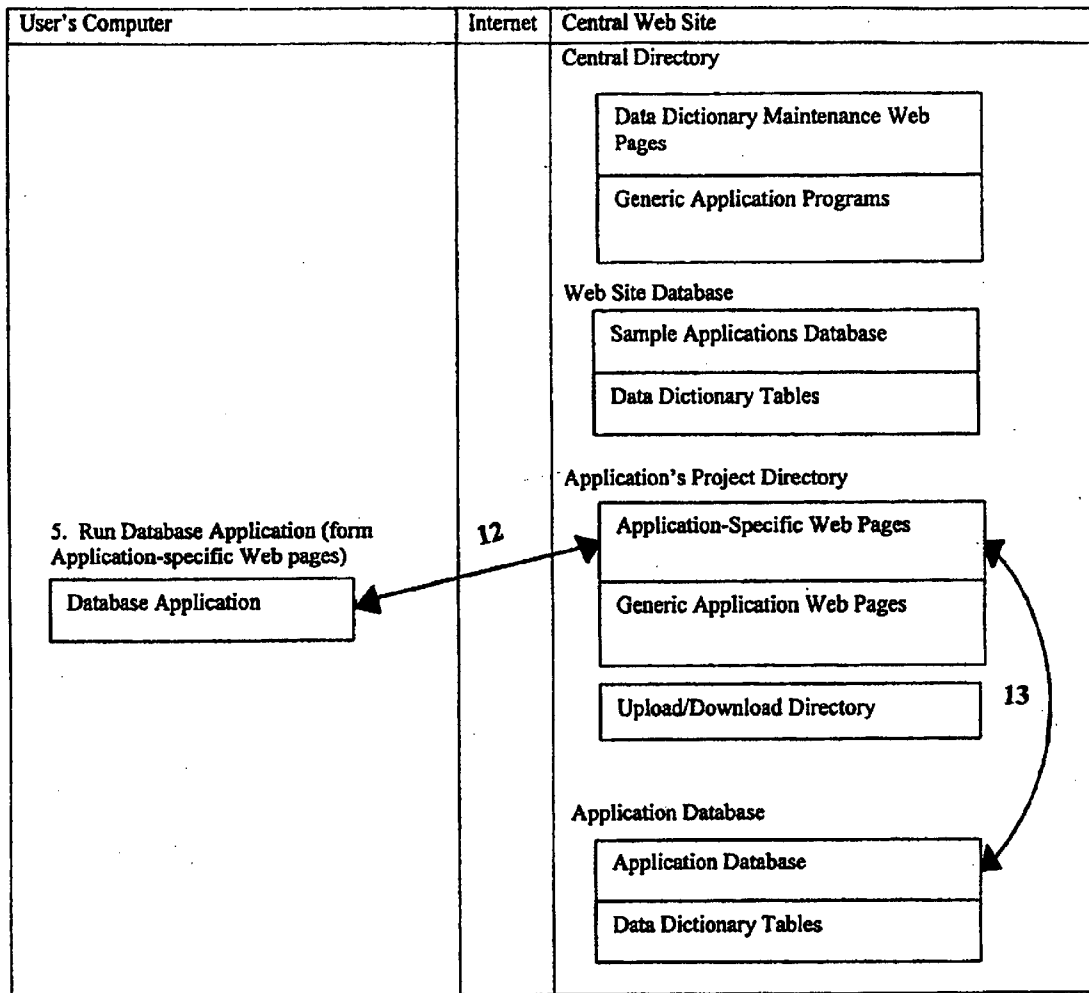 User's Computer
Internet
Central Web Site
Central Directory
Data Dictionary Maintenance Web
Pages
Generic Application Programs
Web Site Database
Sample Applications Database
Data Dictionary Tables
Application's Project Directory
5. Run Database Application (form
Application-specific Web pages)
12
Application-Specific Web Pages
Database Application
Generic Application Web Pages
13
Upload/Download Directory
Application Database
Application Database
Data Dictionary Tables